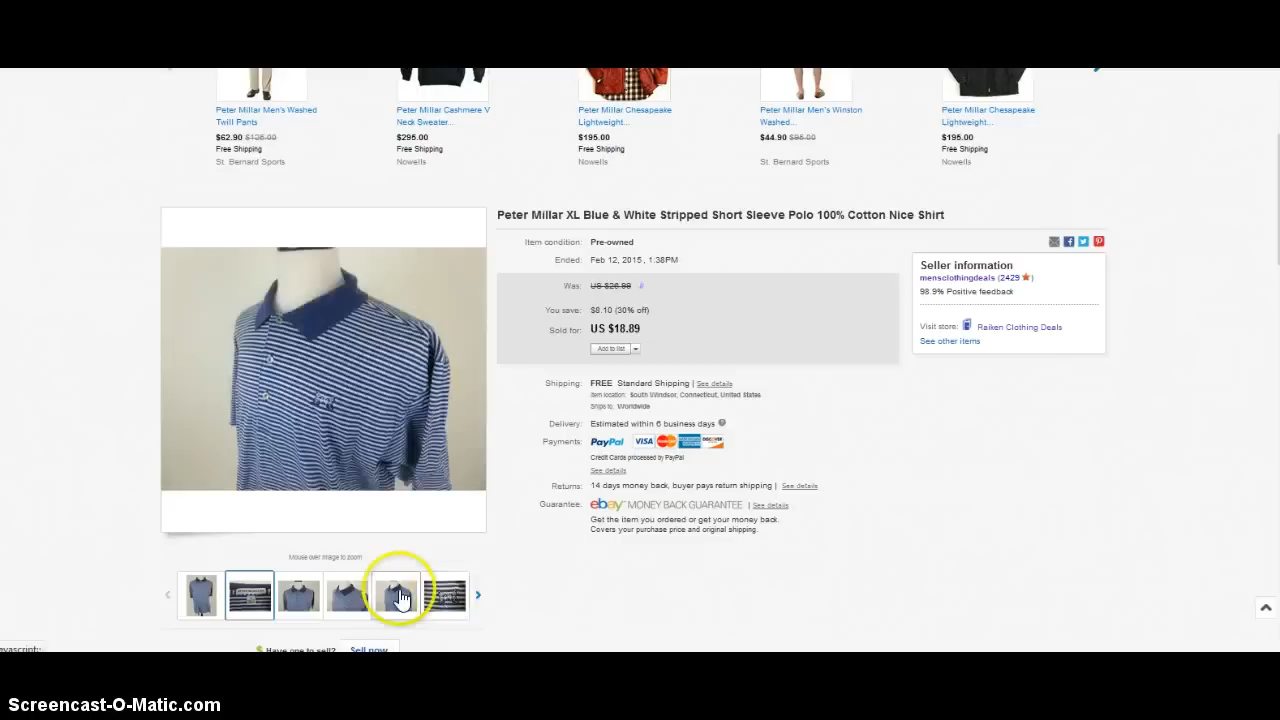 Peter Millar Men's Washed Twill Pants
$62.90 $126.00
Free Shipping
St. Bernard Sports
Peter Millar Cashmere V Neck Sweater...
$295.00
Free Shipping
Nowells
Peter Millar Chesapeake Lightweight...
$195.00
Free Shipping
Nowells
Peter Millar Men's Winston Washed...
$44.90 $95.00
St. Bernard Sports
Peter Millar Chesapeake Lightweight...
$195.00
Free Shipping
Nowells
Peter Millar XL Blue & White Stripped Short Sleeve Polo 100% Cotton Nice Shirt
Item condition: Pre-owned
Ended: Feb 12, 2015 , 1:38PM
Was: US $26.99
You save: $8.10 (30% off)
Sold for: US $18.89
Add to list
Shipping: FREE Standard Shipping | See details
Item location: South Windsor, Connecticut, United States
Ships to: Worldwide
Delivery: Estimated within 6 business days
Payments: PayPal VISA MasterCard DISCOVER
Credit Cards processed by PayPal
See details
Returns: 14 days money back, buyer pays return shipping | See details
Guarantee: ebay MONEY BACK GUARANTEE | See details
Get the item you ordered or get your money back.
Covers your purchase price and original shipping.
Seller information
mensclothingdeals (2429 )
98.9% Positive feedback
Visit store: Raiken Clothing Deals
See other items
Mouse over image to zoom
Have one to sell? Sell now
Screencast-O-Matic.com